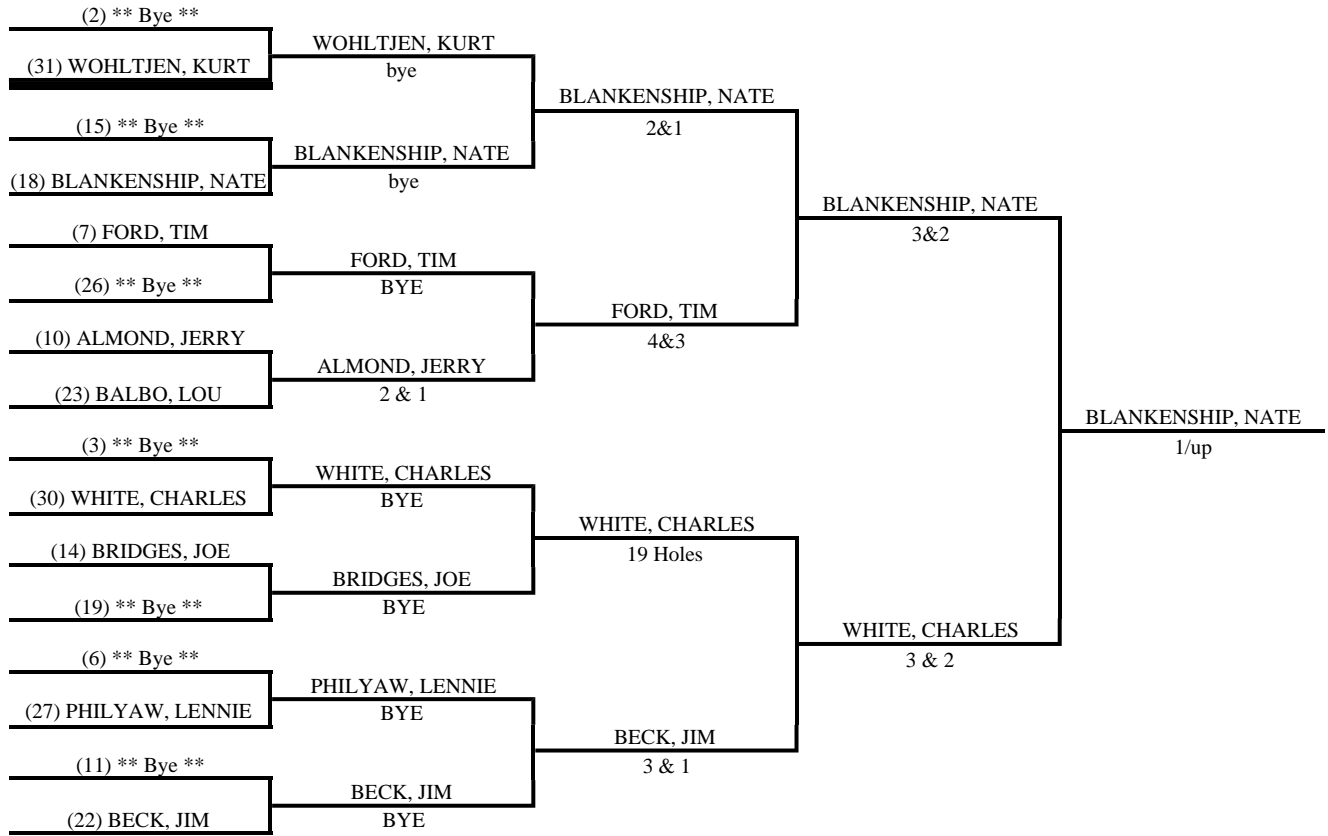 (2) ** Bye **
(31) WOHLTJEN, KURT
(15) ** Bye **
(18) BLANKENSHIP, NATE
(7) FORD, TIM
(26) ** Bye **
(10) ALMOND, JERRY
(23) BALBO, LOU
(3) ** Bye **
(30) WHITE, CHARLES
(14) BRIDGES, JOE
(19) ** Bye **
(6) ** Bye **
(27) PHILYAW, LENNIE
(11) ** Bye **
(22) BECK, JIM
WOHLTJEN, KURT
bye
BLANKENSHIP, NATE
bye
FORD, TIM
BYE
ALMOND, JERRY
2 & 1
WHITE, CHARLES
BYE
BRIDGES, JOE
BYE
PHILYAW, LENNIE
BYE
BECK, JIM
BYE
BLANKENSHIP, NATE
2&1
FORD, TIM
4&3
WHITE, CHARLES
19 Holes
BECK, JIM
3 & 1
BLANKENSHIP, NATE
3&2
WHITE, CHARLES
3 & 2
BLANKENSHIP, NATE
1/up